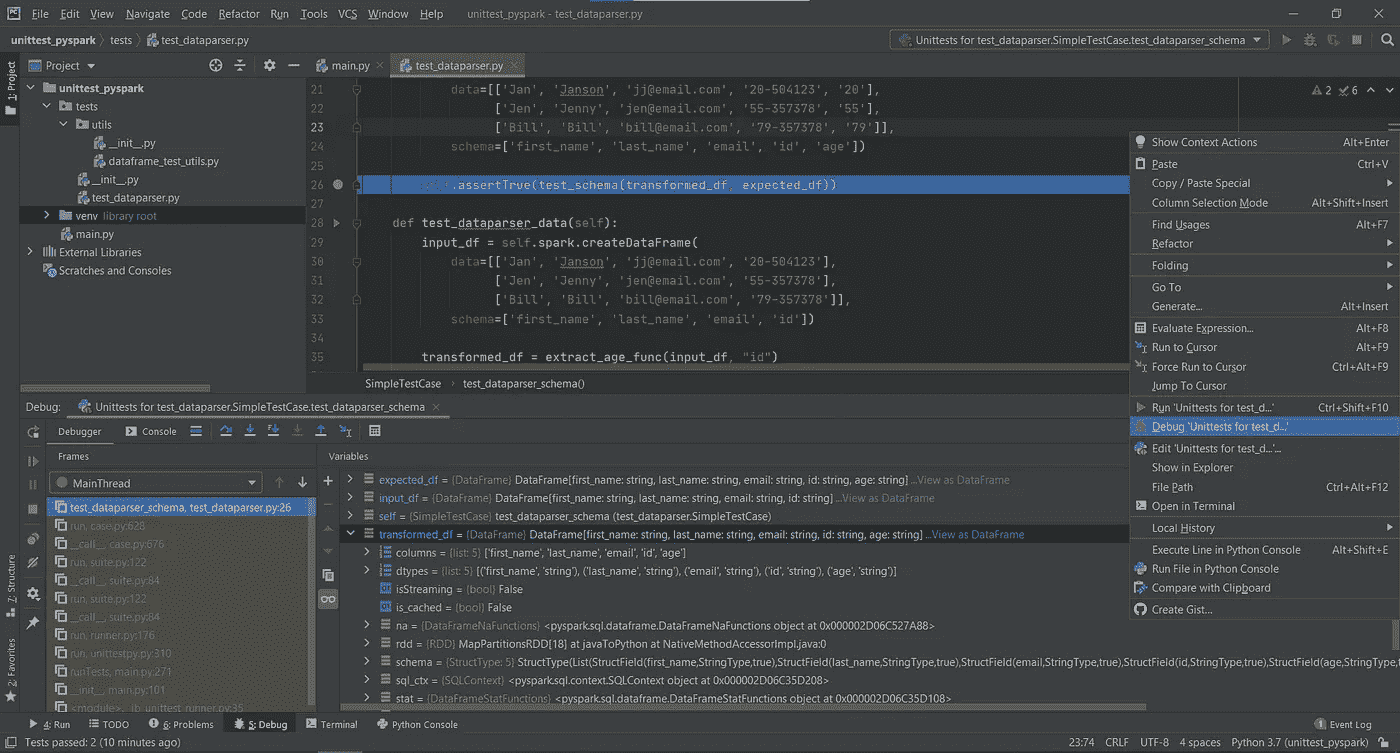 File Edit View Navigate Code Refactor Run Tools VCS Window Help unittest_pyspark - test_dataparser.py
unittest_pyspark tests test_dataparser.py
Unittests for test_dataparser.SimpleTestCase.test_dataparser_schema
1: Project
Project
unittest_pyspark
tests
utils
__init__.py
dataframe_test_utils.py
__init__.py
test_dataparser.py
venv library root
main.py
External Libraries
Scratches and Consoles
main.py test_dataparser.py
2 6
21 data=[['Jan', 'Janson', 'jj@email.com', '20-504123', '20'],
22 ['Jen', 'Jenny', 'jen@email.com', '55-357378', '55'],
23 ['Bill', 'Bill', 'bill@email.com', '79-357378', '79']],
24 schema=['first_name', 'last_name', 'email', 'id', 'age'])
25
26 .assertTrue(test_schema(transformed_df, expected_df))
27
28 def test_dataparser_data(self):
29 input_df = self.spark.createDataFrame(
30 data=[['Jan', 'Janson', 'jj@email.com', '20-504123'],
31 ['Jen', 'Jenny', 'jen@email.com', '55-357378'],
32 ['Bill', 'Bill', 'bill@email.com', '79-357378']],
33 schema=['first_name', 'last_name', 'email', 'id'])
34
35 transformed_df = extract_age_func(input_df, "id")
SimpleTestCase test_dataparser_schema()
Show Context Actions Alt+Enter
Paste Ctrl+V
Copy / Paste Special
Column Selection Mode Alt+Shift+Insert
Find Usages Alt+F7
Refactor
Folding
Go To
Generate... Alt+Insert
Evaluate Expression... Alt+F8
Run to Cursor Alt+F9
Force Run to Cursor Ctrl+Alt+F9
Jump To Cursor
Run 'Unittests for test_d...' Ctrl+Shift+F10
Debug 'Unittests for test_d...'
Edit 'Unittests for test_d...'...
Show in Explorer
File Path Ctrl+Alt+F12
Open in Terminal
Local History
Execute Line in Python Console Alt+Shift+E
Run File in Python Console
Compare with Clipboard
Create Gist...
Debug: Unittests for test_dataparser.SimpleTestCase.test_dataparser_schema
Debugger Console
Frames
MainThread
test_dataparser_schema, test_dataparser.py:26
run, case.py:628
__call__, case.py:676
run, suite.py:122
__call__, suite.py:84
run, suite.py:122
__call__, suite.py:84
run, runner.py:176
run, unittestpy.py:310
runTests, main.py:271
__init__, main.py:101
<module>, jb_unittest_runner.py:35
Variables
expected_df = {DataFrame} DataFrame[first_name: string, last_name: string, email: string, id: string, age: string] ...View as DataFrame
input_df = {DataFrame} DataFrame[first_name: string, last_name: string, email: string, id: string] ...View as DataFrame
self = {SimpleTestCase} test_dataparser_schema (test_dataparser.SimpleTestCase)
transformed_df = {DataFrame} DataFrame[first_name: string, last_name: string, email: string, id: string, age: string] ...View as DataFrame
columns = {list: 5} ['first_name', 'last_name', 'email', 'id', 'age']
dtypes = {list: 5} [('first_name', 'string'), ('last_name', 'string'), ('email', 'string'), ('id', 'string'), ('age', 'string')]
isStreaming = {bool} False
is_cached = {bool} False
na = {DataFrameNaFunctions} <pyspark.sql.dataframe.DataFrameNaFunctions object at 0x000002D06C527A88>
rdd = {RDD} MapPartitionsRDD[18] at javaToPython at NativeMethodAccessorImpl.java:0
schema = {StructType: 5} StructType(List(StructField(first_name,StringType,true),StructField(last_name,StringType,true),StructField(email,StringType,true),StructField(id,StringType,true),StructField(age,StringType,t
sql_ctx = {SQLContext} <pyspark.sql.context.SQLContext object at 0x000002D06C35D208>
stat = {DataFrameStatFunctions} <pyspark.sql.dataframe.DataFrameStatFunctions object at 0x000002D06C35D108>
7: Structure
2: Favorites
4: Run TODO 6: Problems 5: Debug Terminal Python Console 1 Event Log
Tests passed: 2 (10 minutes ago) 23:74 CRLF UTF-8 4 spaces Python 3.7 (unittest_pyspark)